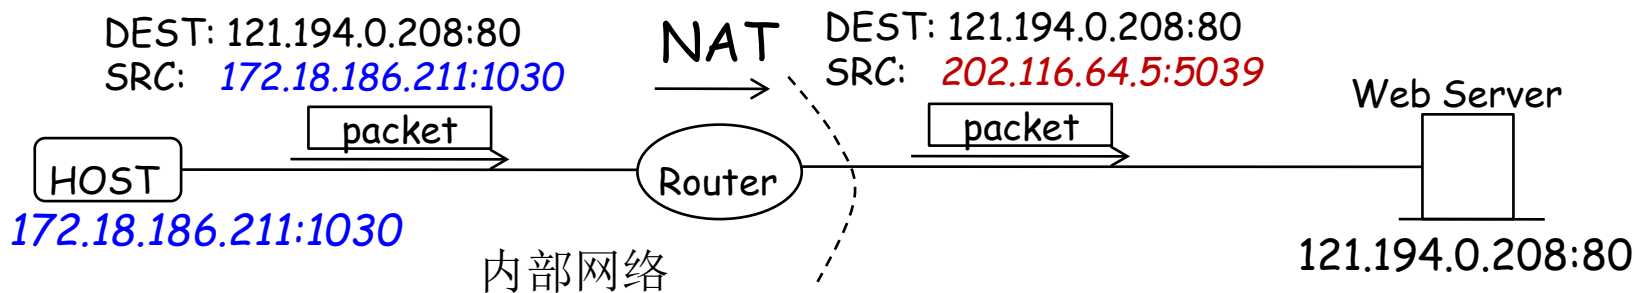 DEST: 121.194.0.208:80
SRC: 172.18.186.211:1030
NAT
DEST: 121.194.0.208:80
SRC: 202.116.64.5:5039
Web Server
packet
packet
HOST
Router
172.18.186.211:1030
内部网络
121.194.0.208:80